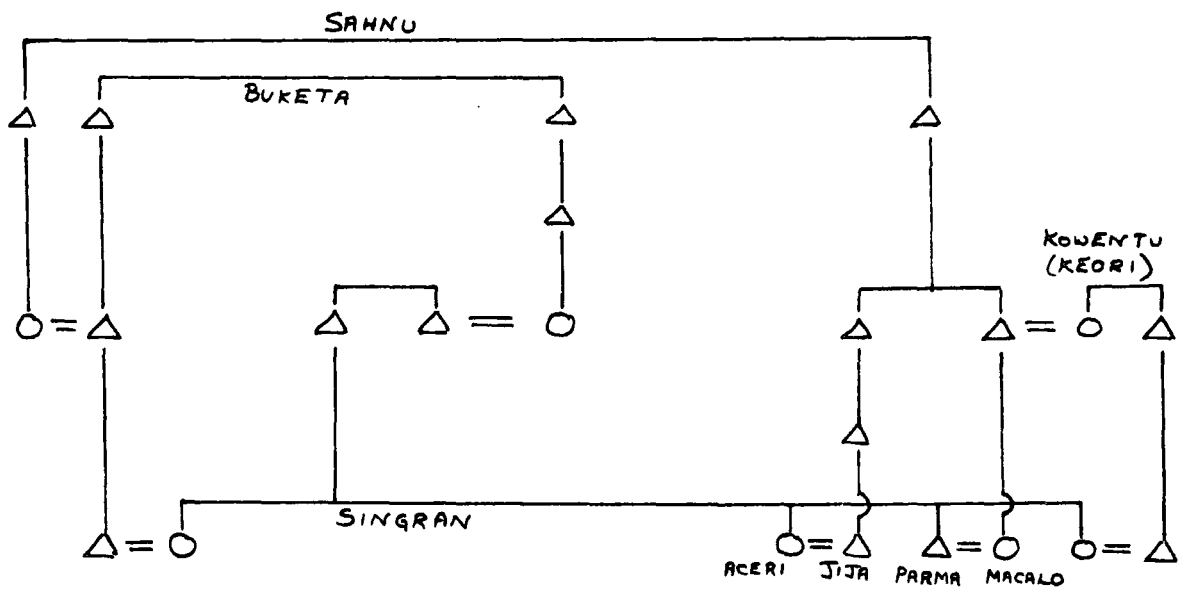 SAHNU
BUKETA
KOWENTU
(KEORI)
SINGRAN
ACERI JIJA PARMA MACALO